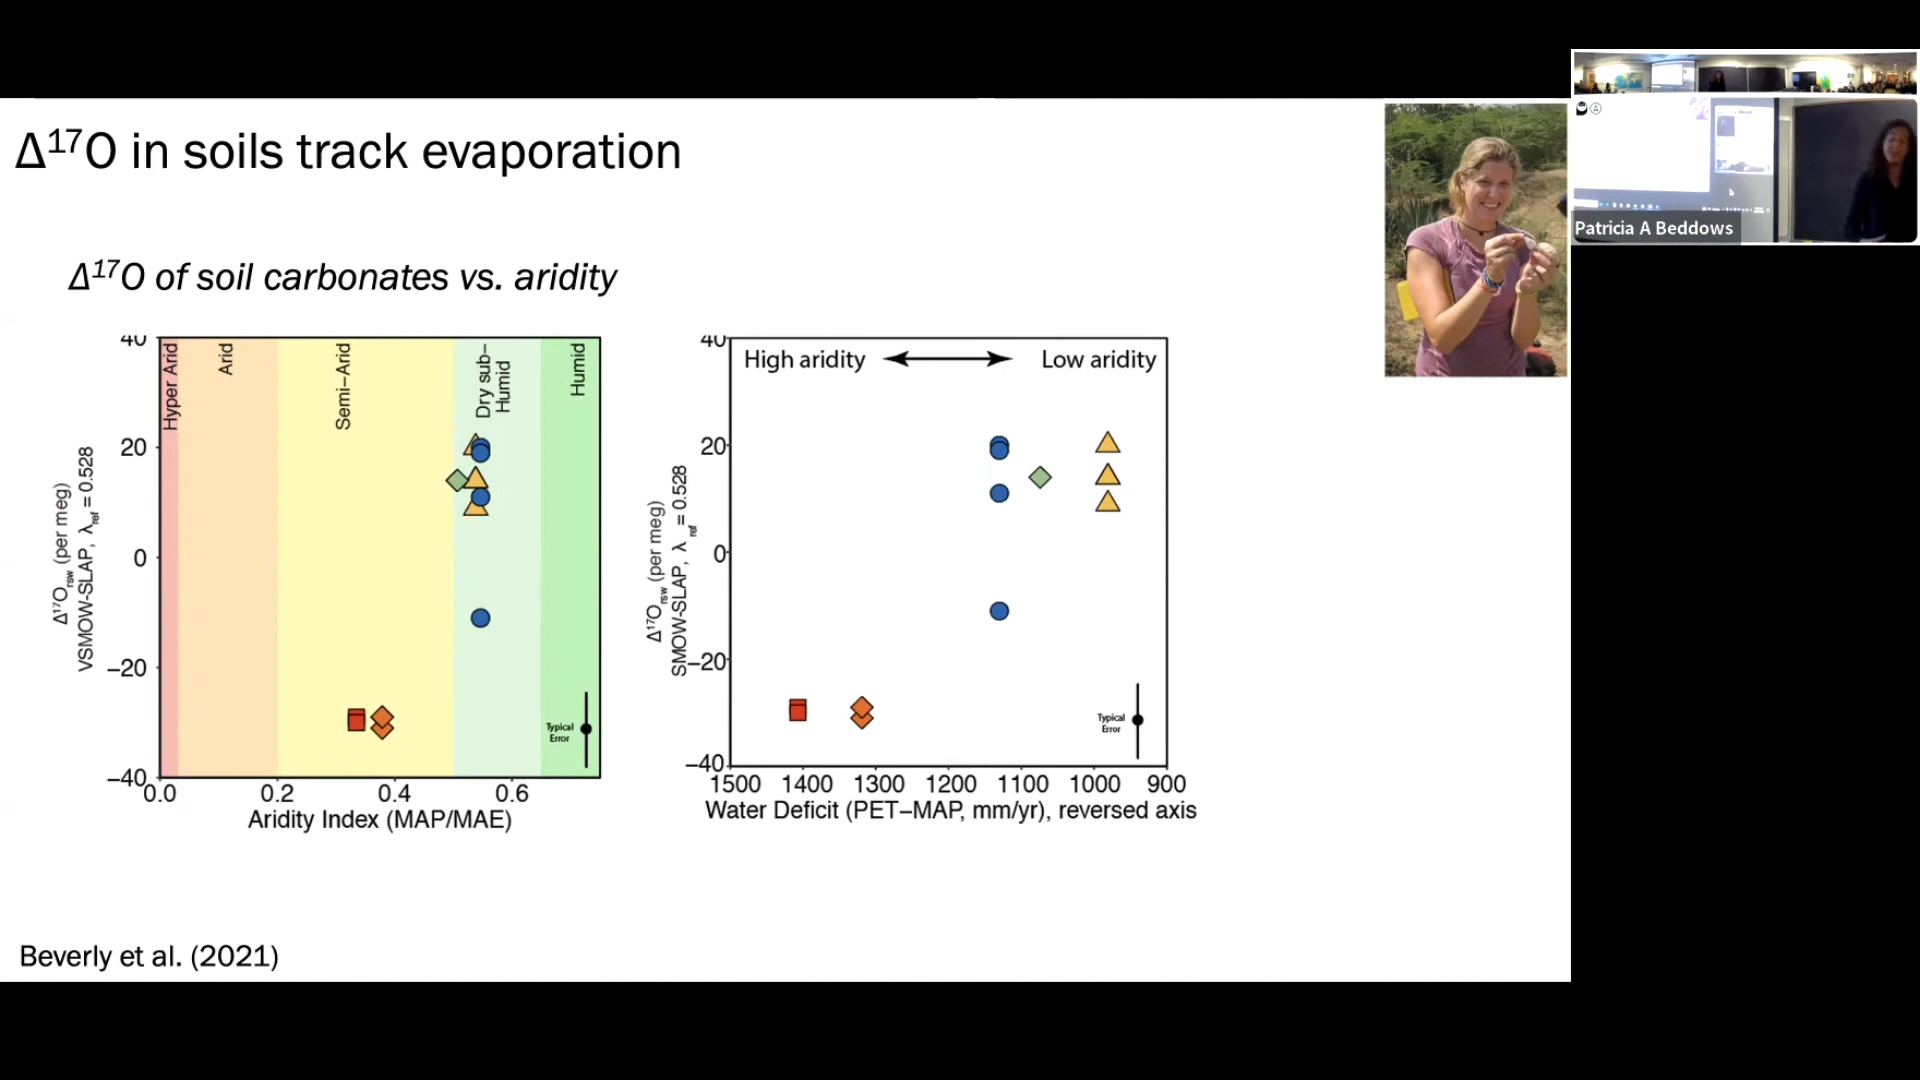 Δ¹⁷O in soils track evaporation
Δ¹⁷O of soil carbonates vs. aridity
40
20
0
−20
−40
Δ¹⁷Orsw (per meg)
VSMOW-SLAP, λref = 0.528
Hyper Arid
Arid
Semi−Arid
Dry sub−
Humid
Humid
Typical
Error
0.0 0.2 0.4 0.6
Aridity Index (MAP/MAE)
40
20
0
−20
−40
Δ¹⁷Orsw (per meg)
SMOW-SLAP, λref = 0.528
High aridity
Low aridity
Typical
Error
1500 1400 1300 1200 1100 1000 900
Water Deficit (PET−MAP, mm/yr), reversed axis
Beverly et al. (2021)
Patricia A Beddows